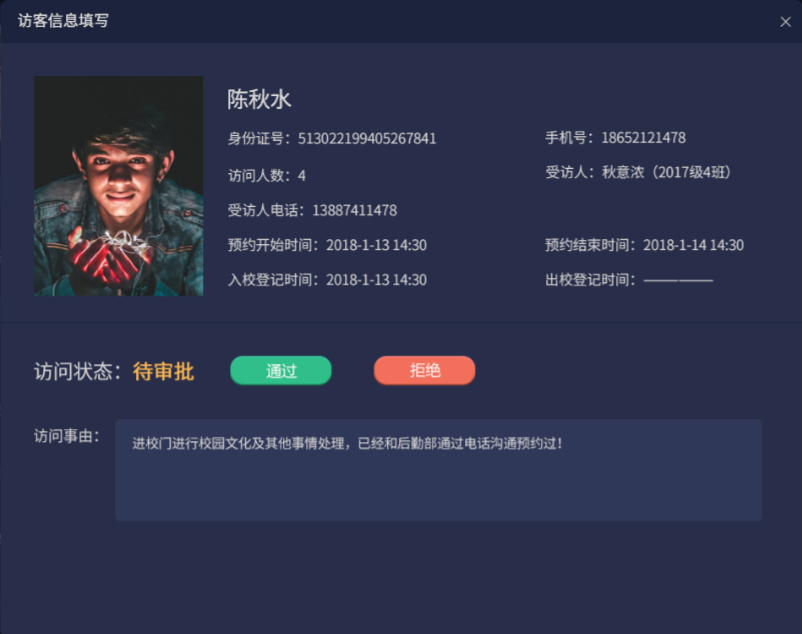 访客信息填写
陈秋水
身份证号：513022199405267841
手机号：18652121478
访问人数：4
受访人：秋意浓（2017级4班）
受访人电话：13887411478
预约开始时间：2018-1-13 14:30
预约结束时间：2018-1-14 14:30
入校登记时间：2018-1-13 14:30
出校登记时间：—————
访问状态：待审批
通过
拒绝
访问事由：
进校门进行校园文化及其他事情处理，已经和后勤部通过电话沟通预约过！